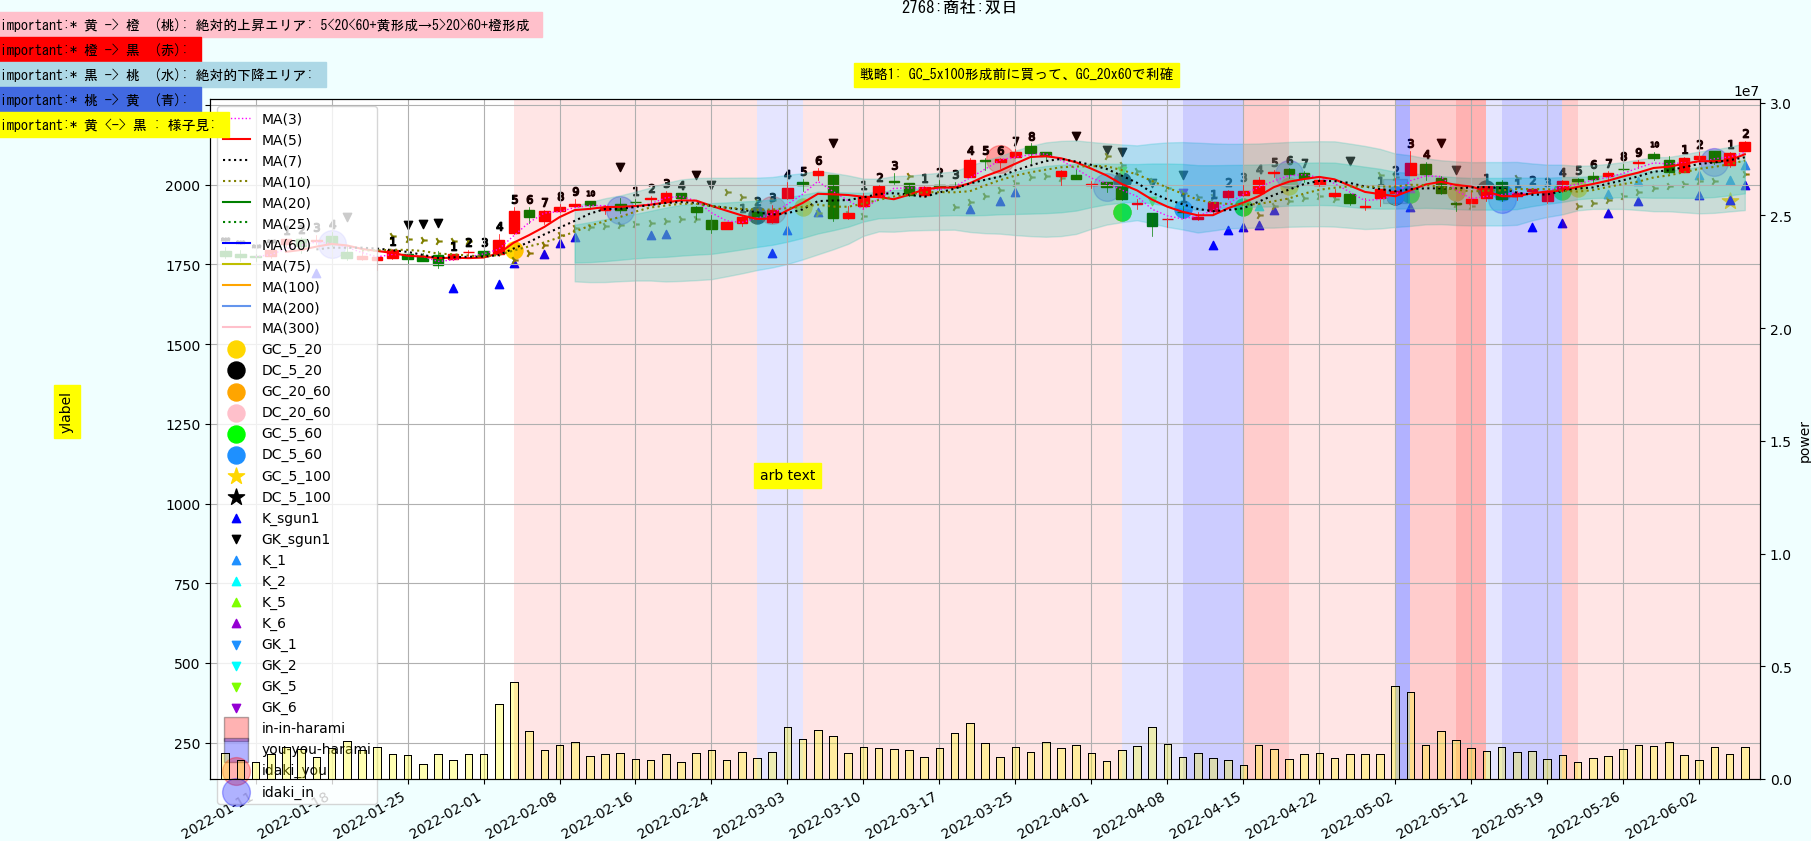 2768:商社:双日
important:* 黄 -> 橙 (桃): 絶対的上昇エリア: 5<20<60+黄形成→5>20>60+橙形成
important:* 橙 -> 黒 (赤):
important:* 黒 -> 桃 (水): 絶対的下降エリア:
戦略1: GC_5x100形成前に買って、GC_20x60で利確
important:* 桃 -> 黄 (青):
important:* 黄 <-> 黒 : 様子見:
1e7
MA(3)
MA(5)
MA(7)
MA(10)
MA(20)
MA(25)
MA(60)
MA(75)
MA(100)
MA(200)
MA(300)
GC_5_20
DC_5_20
GC_20_60
DC_20_60
GC_5_60
DC_5_60
GC_5_100
DC_5_100
K_sgun1
GK_sgun1
K_1
K_2
K_5
K_6
GK_1
GK_2
GK_5
GK_6
in-in-harami
you-you-harami
idaki_you
idaki_in
2000
1750
1500
1250
1000
750
500
250
ylabel
arb text
3.0
2.5
2.0
1.5
1.0
0.5
0.0
power
2022-01-11
2022-01-18
2022-01-25
2022-02-01
2022-02-08
2022-02-16
2022-02-24
2022-03-03
2022-03-10
2022-03-17
2022-03-25
2022-04-01
2022-04-08
2022-04-15
2022-04-22
2022-05-02
2022-05-12
2022-05-19
2022-05-26
2022-06-02